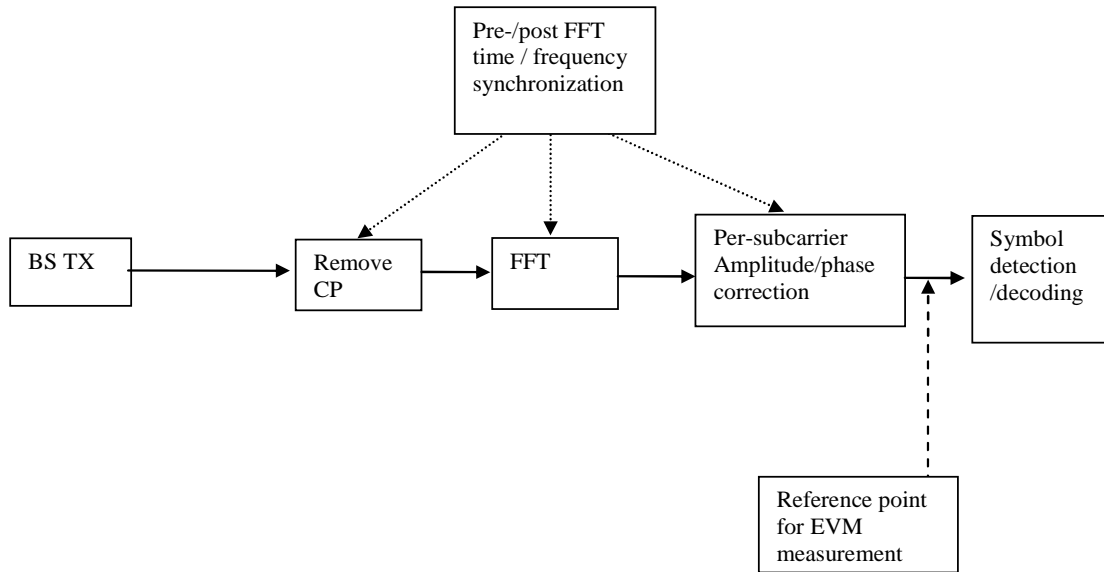 Pre-/post FFT
time / frequency
synchronization
BS TX
Remove
CP
FFT
Per-subcarrier
Amplitude/phase
correction
Symbol
detection
/decoding
Reference point
for EVM
measurement